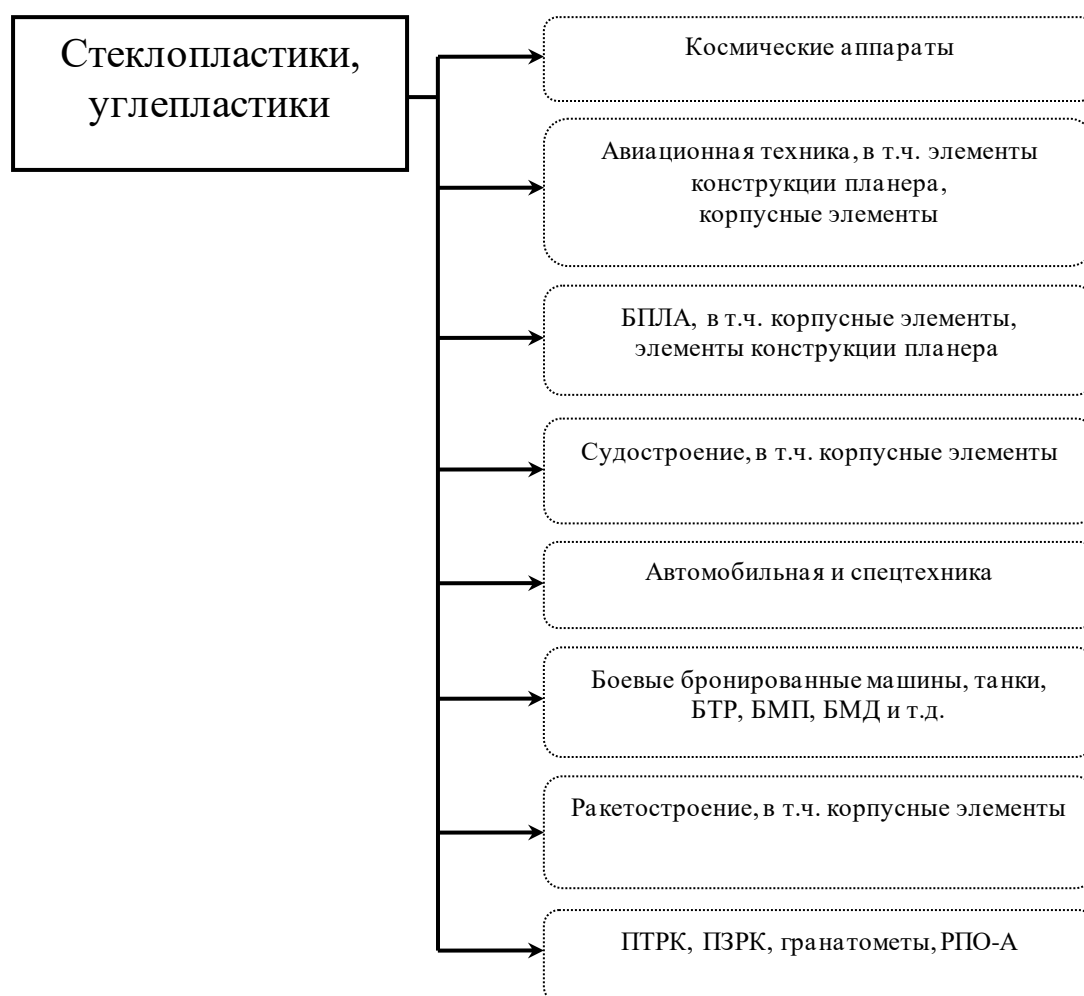 Стеклопластики,
углепластики
Космические аппараты
Авиационная техника, в т.ч. элементы
конструкции планера,
корпусные элементы
БПЛА, в т.ч. корпусные элементы,
элементы конструкции планера
Судостроение, в т.ч. корпусные элементы
Автомобильная и спецтехника
Боевые бронированные машины, танки,
БТР, БМП, БМД и т.д.
Ракетостроение, в т.ч. корпусные элементы
ПТРК, ПЗРК, гранатометы, РПО-А